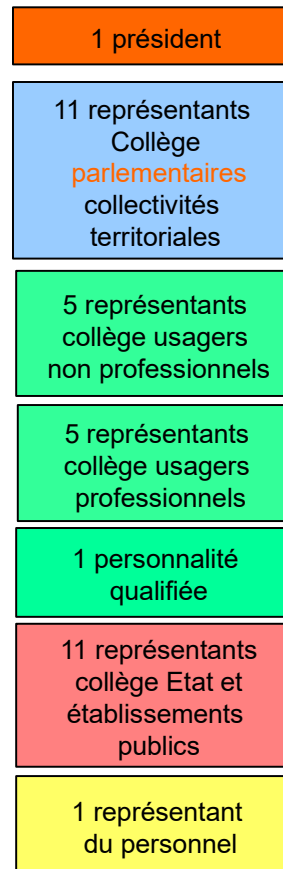 1 président
11 représentants
Collège
parlementaires
collectivités
territoriales
5 représentants
collège usagers
non professionnels
5 représentants
collège usagers
professionnels
1 personnalité
qualifiée
11 représentants
collège Etat et
établissements
publics
1 représentant
du personnel